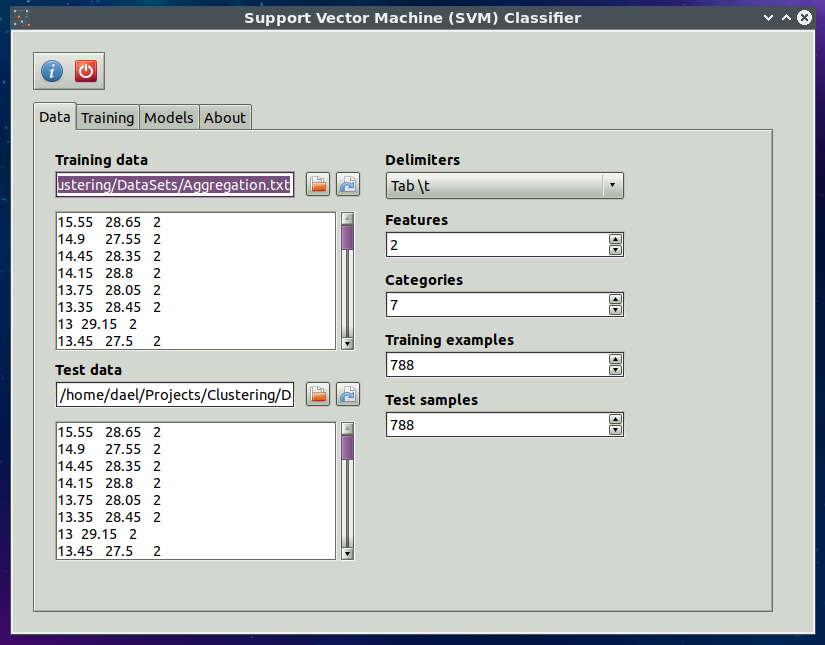 Support Vector Machine (SVM) Classifier
Data Training Models About
Training data
ustering/DataSets/Aggregation.txt
15.55 28.65 2
14.9 27.55 2
14.45 28.35 2
14.15 28.8 2
13.75 28.05 2
13.35 28.45 2
13 29.15 2
13.45 27.5 2
Test data
/home/dael/Projects/Clustering/D
15.55 28.65 2
14.9 27.55 2
14.45 28.35 2
14.15 28.8 2
13.75 28.05 2
13.35 28.45 2
13 29.15 2
13.45 27.5 2
Delimiters
Tab \t
Features
2
Categories
7
Training examples
788
Test samples
788